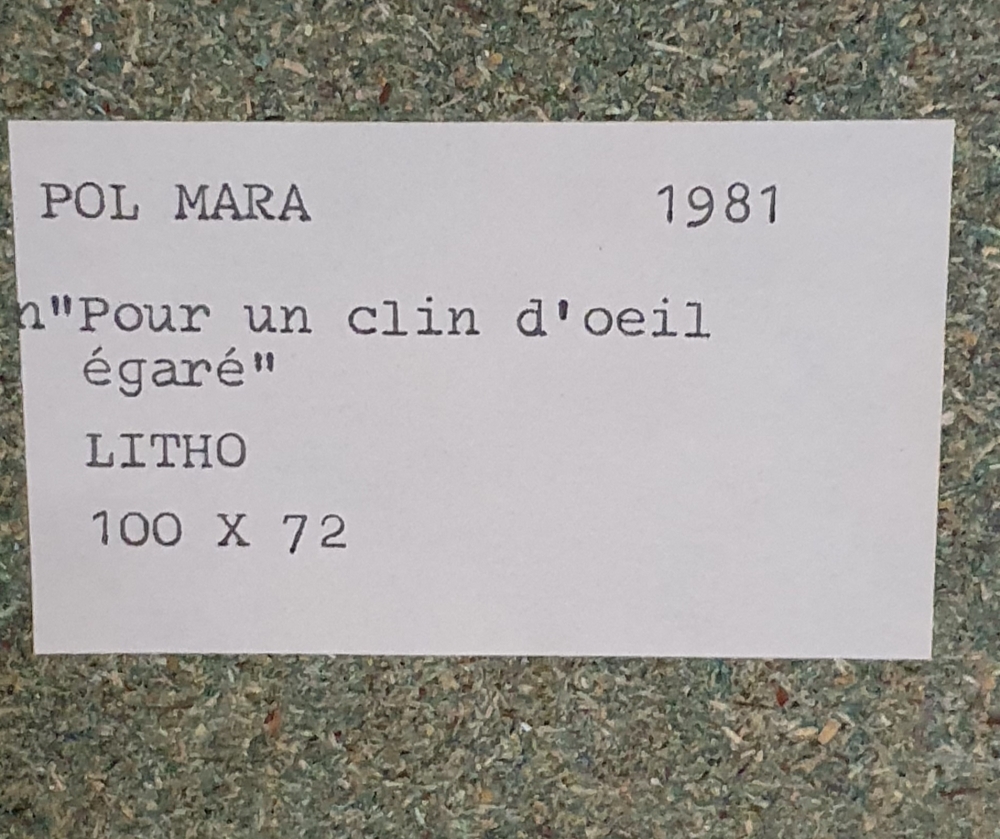 POL MARA 1981
n"Pour un clin d'oeil
égaré"
LITHO
100 X 72